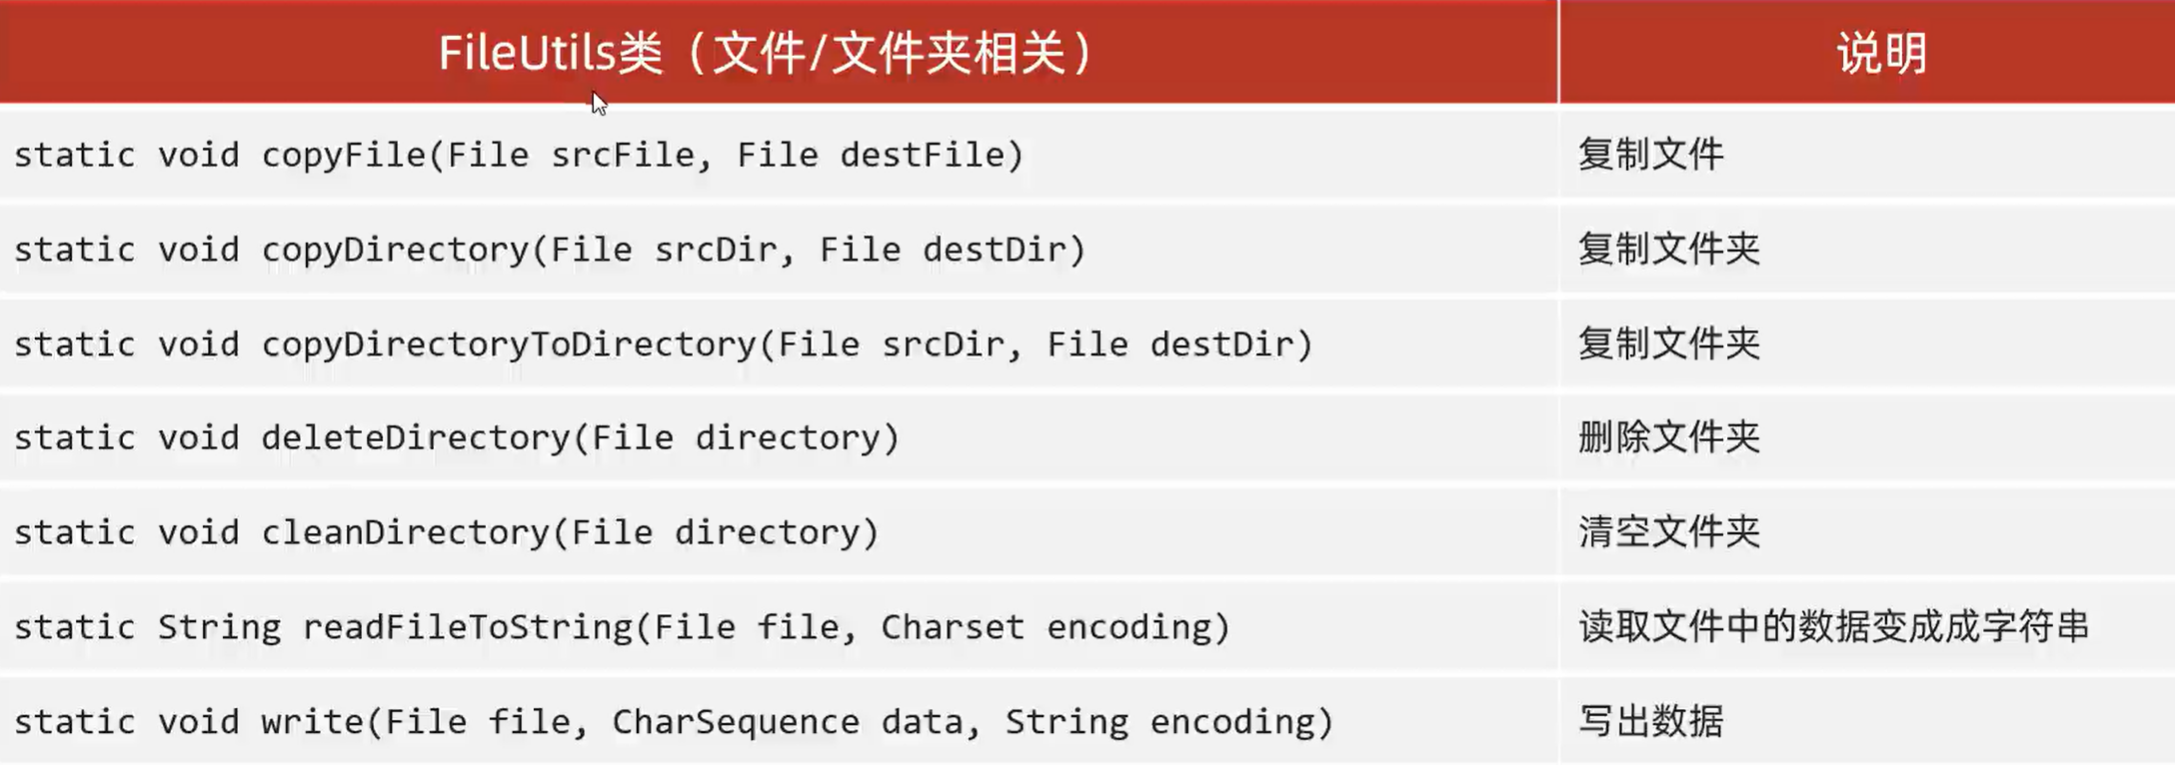 FileUtils类（文件/文件夹相关）	说明
static void copyFile(File srcFile, File destFile)	复制文件
static void copyDirectory(File srcDir, File destDir)	复制文件夹
static void copyDirectoryToDirectory(File srcDir, File destDir)	复制文件夹
static void deleteDirectory(File directory)	删除文件夹
static void cleanDirectory(File directory)	清空文件夹
static String readFileToString(File file, Charset encoding)	读取文件中的数据变成成字符串
static void write(File file, CharSequence data, String encoding)	写出数据